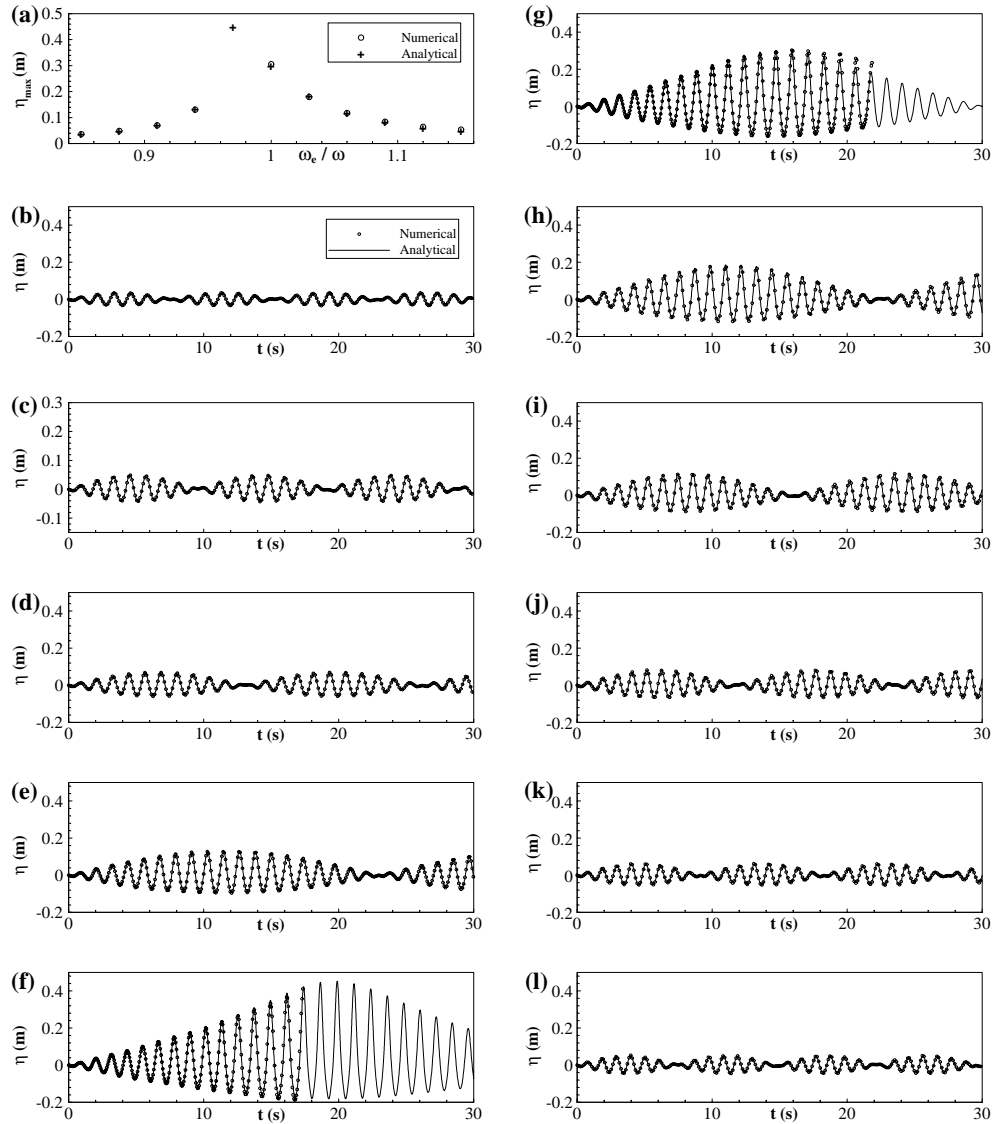 (a)
0.5
0.4
0.3
0.2
0.1
0
η_max (m)
0.9
1
ω_e / ω
1.1
Numerical
Analytical
(b)
0.4
0.2
0
-0.2
η (m)
0
10
20
30
t (s)
Numerical
Analytical
(c)
0.3
0.2
0.1
0
-0.1
η (m)
0
10
20
30
t (s)
(d)
0.4
0.2
0
-0.2
η (m)
0
10
20
30
t (s)
(e)
0.4
0.2
0
-0.2
η (m)
0
10
20
30
t (s)
(f)
0.4
0.2
0
-0.2
η (m)
0
10
20
30
t (s)
(g)
0.4
0.2
0
-0.2
η (m)
0
10
20
30
t (s)
(h)
0.4
0.2
0
-0.2
η (m)
0
10
20
30
t (s)
(i)
0.4
0.2
0
-0.2
η (m)
0
10
20
30
t (s)
(j)
0.4
0.2
0
-0.2
η (m)
0
10
20
30
t (s)
(k)
0.4
0.2
0
-0.2
η (m)
0
10
20
30
t (s)
(l)
0.4
0.2
0
-0.2
η (m)
0
10
20
30
t (s)